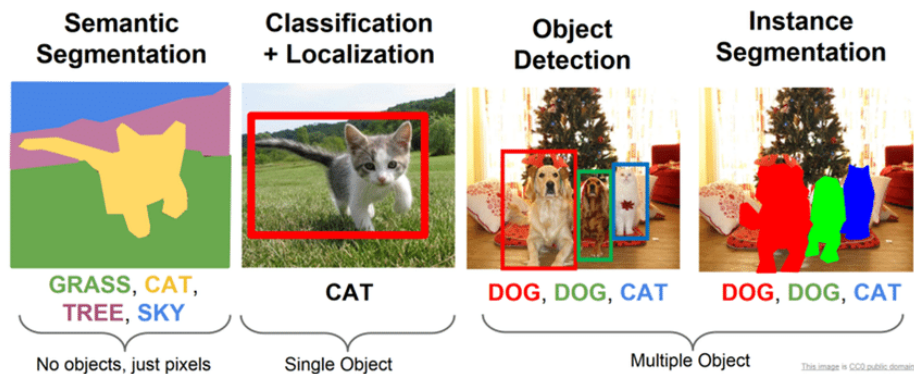 Semantic
Segmentation
Classification
+ Localization
Object
Detection
Instance
Segmentation
GRASS, CAT,
TREE, SKY
CAT
DOG, DOG, CAT
DOG, DOG, CAT
No objects, just pixels
Single Object
Multiple Object
This image is CC0 public domain